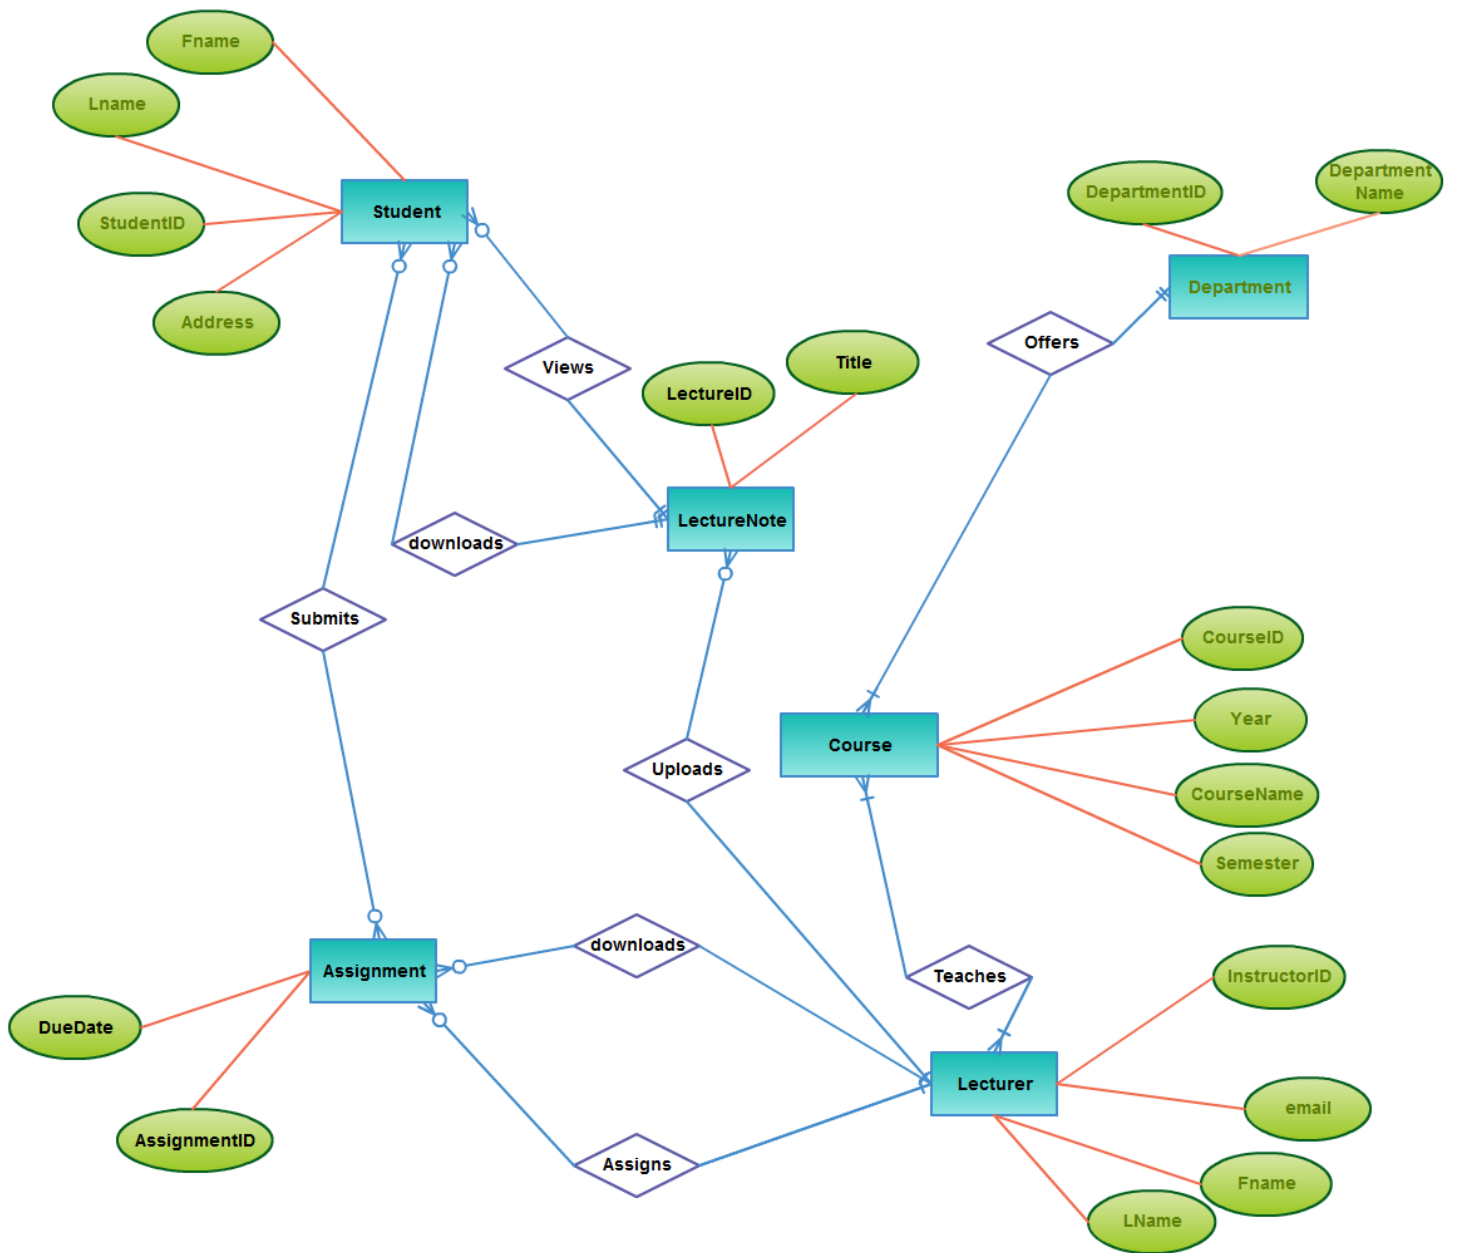 Fname
Lname
Student
StudentID
Address
DepartmentID
Department
Name
Department
Offers
Views
Title
LectureID
LectureNote
downloads
Submits
CourseID
Year
Course
CourseName
Semester
Uploads
downloads
Assignment
Teaches
InstructorID
DueDate
Lecturer
email
AssignmentID
Assigns
Fname
LName